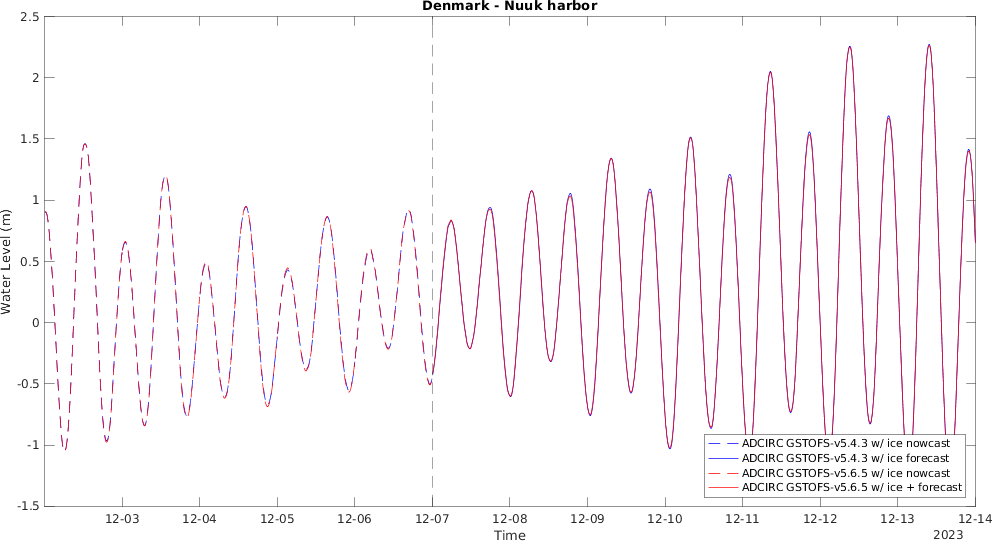 Denmark - Nuuk harbor
2.5
2
1.5
1
0.5
0
-0.5
-1
-1.5
Water Level (m)
ADCIRC GSTOFS-v5.4.3 w/ ice nowcast
ADCIRC GSTOFS-v5.4.3 w/ ice forecast
ADCIRC GSTOFS-v5.6.5 w/ ice nowcast
ADCIRC GSTOFS-v5.6.5 w/ ice + forecast
12-03 12-04 12-05 12-06 12-07 12-08 12-09 12-10 12-11 12-12 12-13 12-14
Time
2023